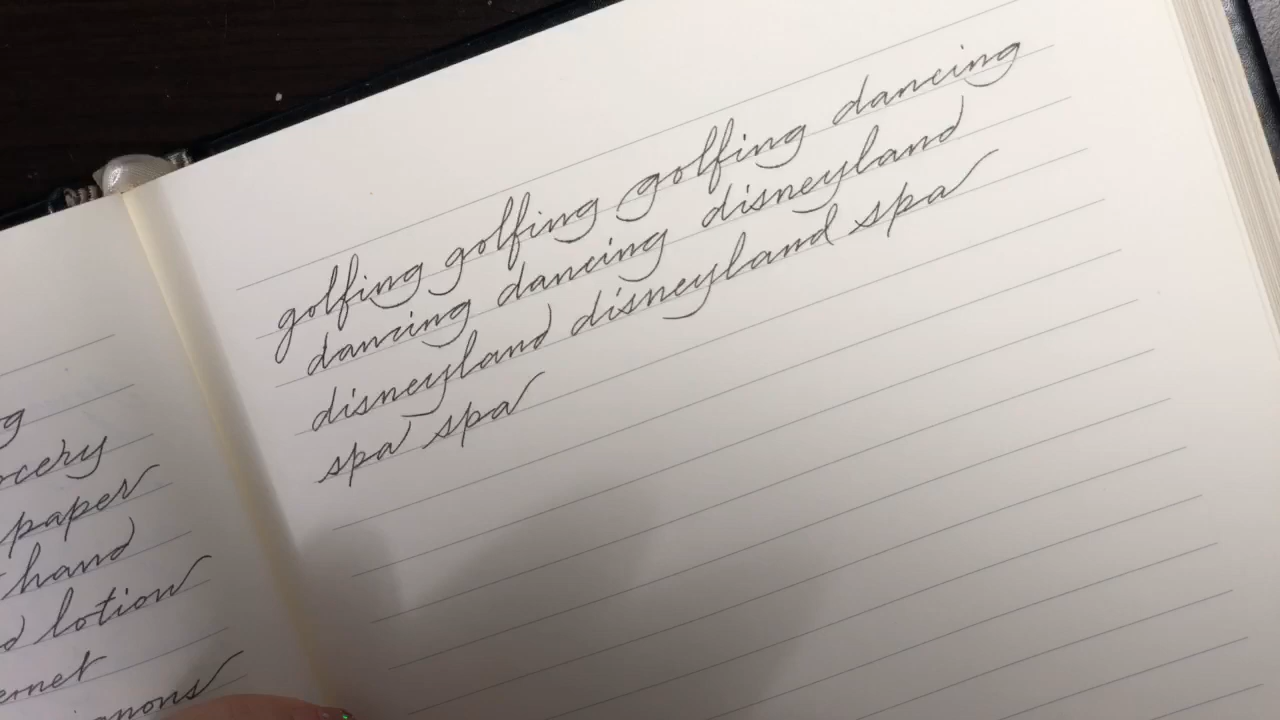 golfing golfing golfing dancing
dancing dancing disneyland
disneyland disneyland spa
spa spa
paper
hand
lotion